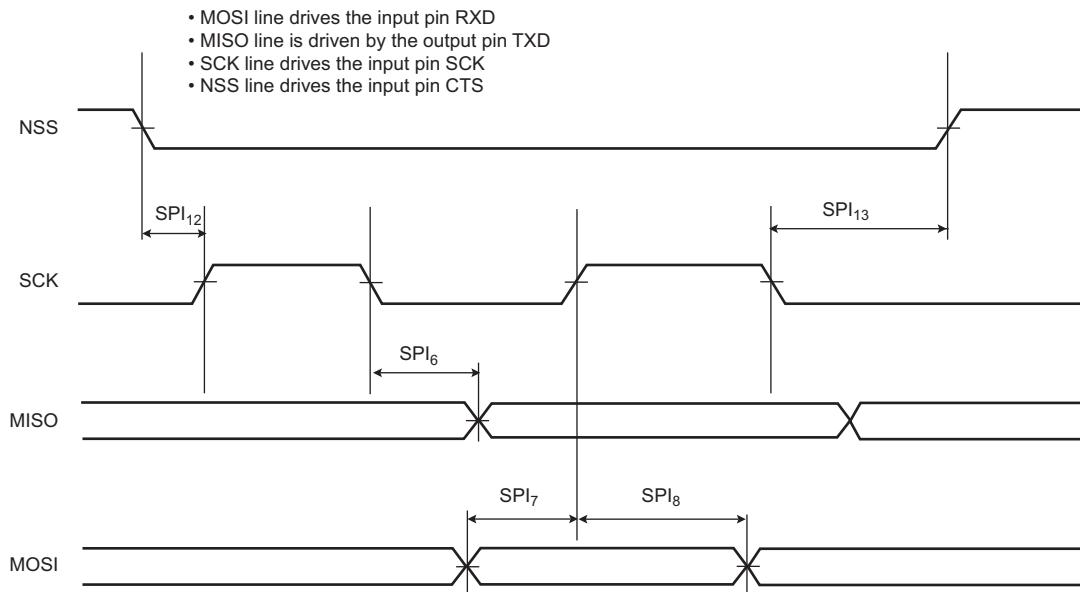 • MOSI line drives the input pin RXD
• MISO line is driven by the output pin TXD
• SCK line drives the input pin SCK
• NSS line drives the input pin CTS
NSS
SPI12
SPI13
SCK
SPI6
MISO
SPI7
SPI8
MOSI